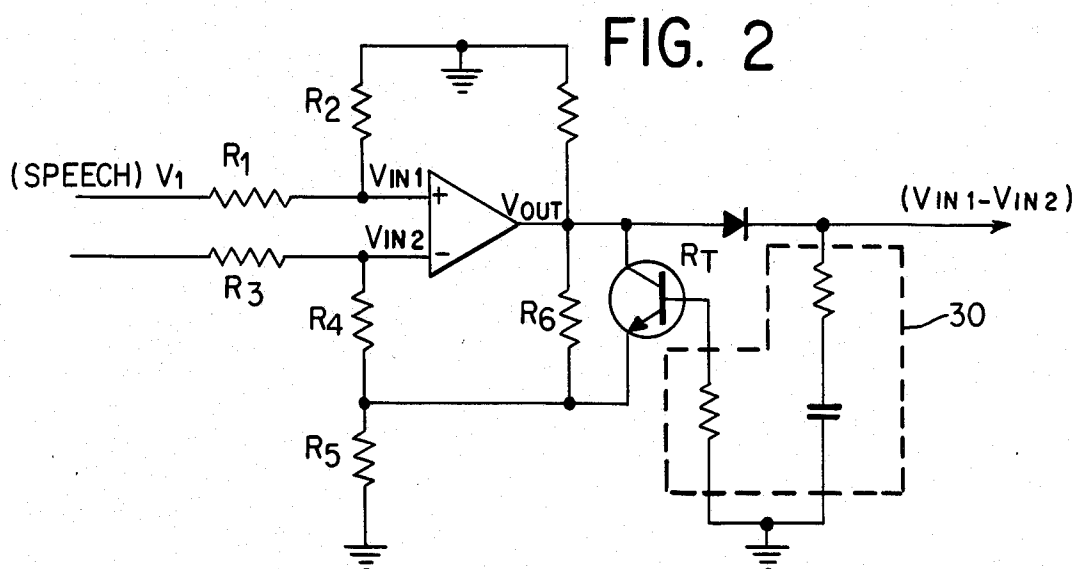 FIG. 2
R2
(SPEECH) V1
R1
VIN1
+
VOUT
(VIN1-VIN2)
VIN2
-
R3
RT
R4
R6
30
R5